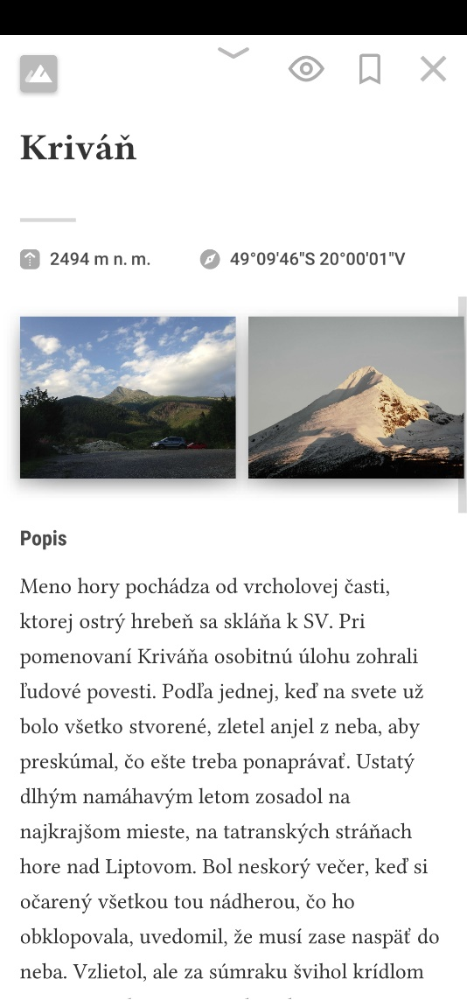 Kriváň
2494 m n. m.
49°09'46"S 20°00'01"V
Popis
Meno hory pochádza od vrcholovej časti,
ktorej ostrý hrebeň sa skláňa k SV. Pri
pomenovaní Kriváňa osobitnú úlohu zohrali
ľudové povesti. Podľa jednej, keď na svete už
bolo všetko stvorené, zletel anjel z neba, aby
preskúmal, čo ešte treba ponaprávať. Ustatý
dlhým namáhavým letom zosadol na
najkrajšom mieste, na tatranských stráňach
hore nad Liptovom. Bol neskorý večer, keď si
očarený všetkou tou nádherou, čo ho
obklopovala, uvedomil, že musí zase naspäť do
neba. Vzlietol, ale za súmraku švihol krídlom